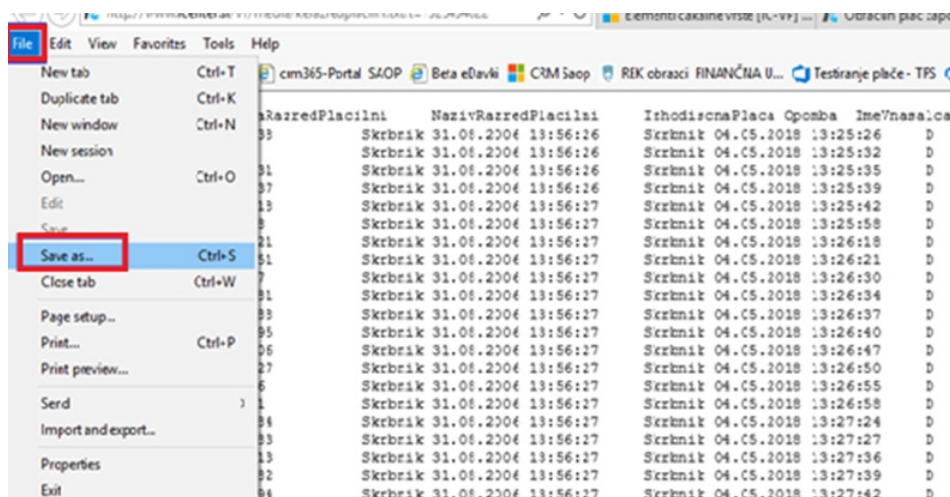 File Edit View Favorites Tools Help
New tab Ctrl+T
Duplicate tab Ctrl+K
New window Ctrl+N
New session
Open... Ctrl+O
Edit
Save
Save as... Ctrl+S
Close tab Ctrl+W
Page setup...
Print... Ctrl+P
Print preview...
Send
Import and export...
Properties
Exit
crm365-Portal SAOP Beta eDavki CRM Saop REK obrazci FINANČNA U... Testiranje plače - TFS
aRazredPlacilni NazivRazredPlacilni IzhodiscnaPlaca Opomba ImeVnasalca
38 Skrbnik 31.08.2006 13:56:26 Skrbnik 04.05.2018 13:25:26 D
Skrbnik 31.08.2006 13:56:26 Skrbnik 04.05.2018 13:25:32 D
31 Skrbnik 31.08.2006 13:56:26 Skrbnik 04.05.2018 13:25:35 D
37 Skrbnik 31.08.2006 13:56:26 Skrbnik 04.05.2018 13:25:39 D
Skrbnik 31.08.2006 13:56:27 Skrbnik 04.05.2018 13:25:42 D
Skrbnik 31.08.2006 13:56:27 Skrbnik 04.05.2018 13:25:58 D
21 Skrbnik 31.08.2006 13:56:27 Skrbnik 04.05.2018 13:26:18 D
51 Skrbnik 31.08.2006 13:56:27 Skrbnik 04.05.2018 13:26:21 D
7 Skrbnik 31.08.2006 13:56:27 Skrbnik 04.05.2018 13:26:30 D
Skrbnik 31.08.2006 13:56:27 Skrbnik 04.05.2018 13:26:34 D
Skrbnik 31.08.2006 13:56:27 Skrbnik 04.05.2018 13:26:37 D
95 Skrbnik 31.08.2006 13:56:27 Skrbnik 04.05.2018 13:26:40 D
Skrbnik 31.08.2006 13:56:27 Skrbnik 04.05.2018 13:26:47 D
27 Skrbnik 31.08.2006 13:56:27 Skrbnik 04.05.2018 13:26:50 D
Skrbnik 31.08.2006 13:56:27 Skrbnik 04.05.2018 13:26:55 D
Skrbnik 31.08.2006 13:56:27 Skrbnik 04.05.2018 13:26:58 D
Skrbnik 31.08.2006 13:56:27 Skrbnik 04.05.2018 13:27:24 D
Skrbnik 31.08.2006 13:56:27 Skrbnik 04.05.2018 13:27:27 D
Skrbnik 31.08.2006 13:56:27 Skrbnik 04.05.2018 13:27:36 D
Skrbnik 31.08.2006 13:56:27 Skrbnik 04.05.2018 13:27:39 D
Skrbnik 31.08.2006 13:56:27 Skrbnik 04.05.2018 13:27:42 D